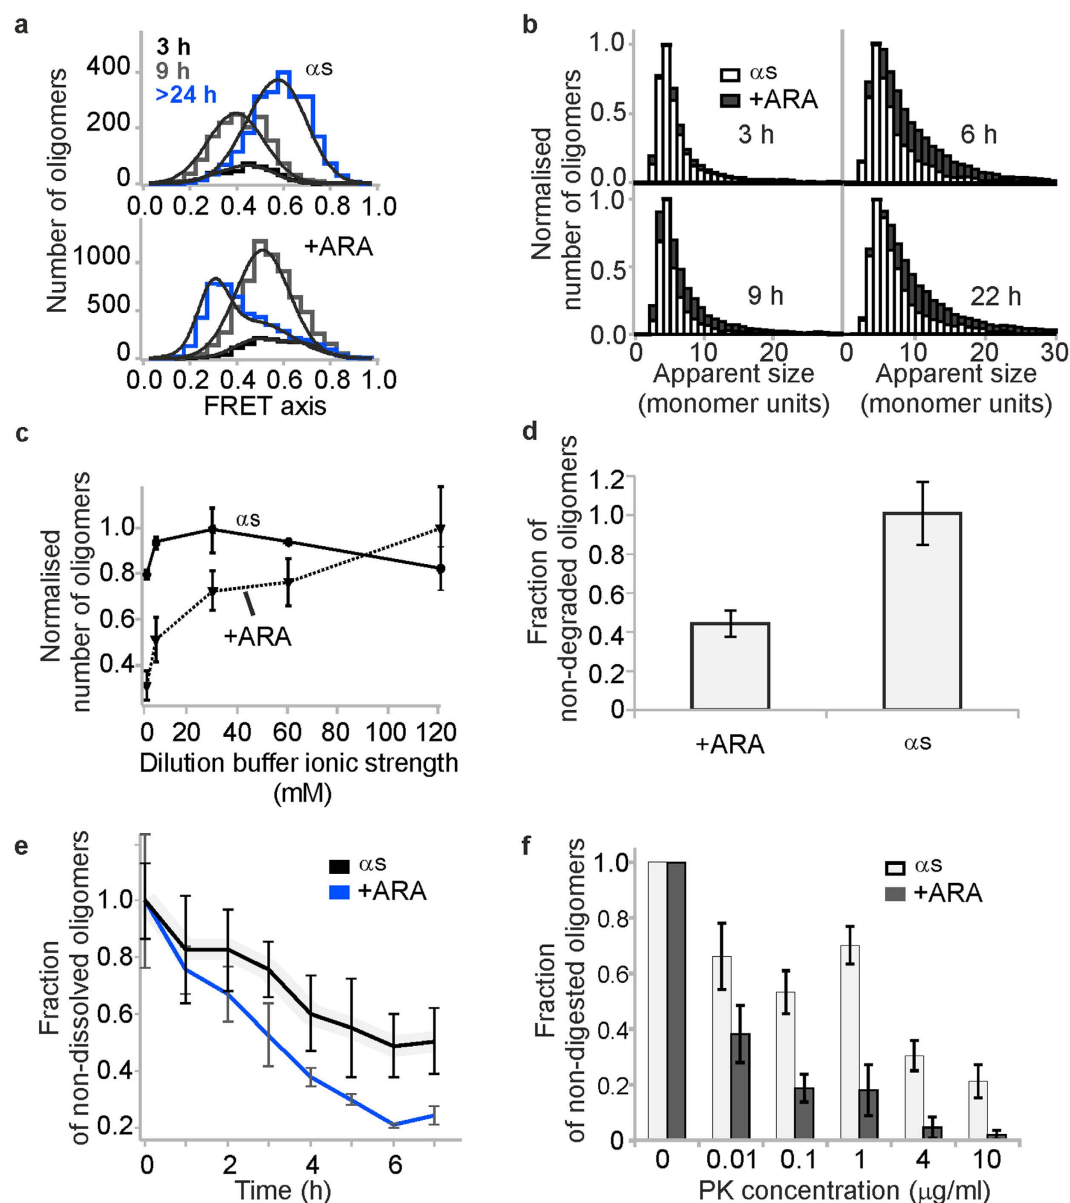 a
Number of oligomers
3 h
9 h
>24 h
αs
400
200
0
0.0 0.2 0.4 0.6 0.8 1.0
+ARA
1000
500
0
0.0 0.2 0.4 0.6 0.8 1.0
FRET axis
b
Normalised
number of oligomers
1.0
0.5
0.0
αs
+ARA
3 h
6 h
1.0
0.5
0.0
9 h
22 h
0 10 20
0 10 20 30
Apparent size
(monomer units)
Apparent size
(monomer units)
c
Normalised
number of oligomers
1.0
0.8
0.6
0.4
αs
+ARA
0 20 40 60 80 100 120
Dilution buffer ionic strength
(mM)
d
Fraction of
non-degraded oligomers
1.2
1.0
0.8
0.6
0.4
0.2
0
+ARA
αs
e
Fraction
of non-dissolved oligomers
1.0
0.8
0.6
0.4
0.2
αs
+ARA
0 2 4 6
Time (h)
f
Fraction
of non-digested oligomers
1.0
0.8
0.6
0.4
0.2
0
αs
+ARA
0 0.01 0.1 1 4 10
PK concentration (μg/ml)